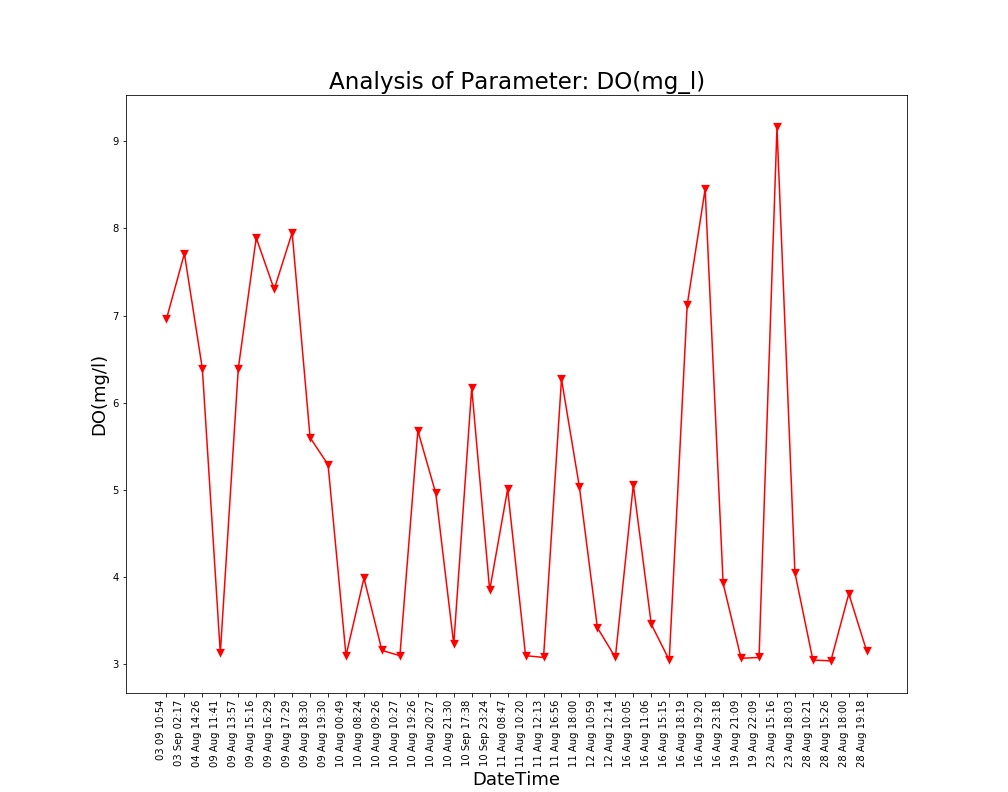 Analysis of Parameter: DO(mg_l)
DO(mg/l)
9
8
7
6
5
4
3
03 09 10:54
03 Sep 02:17
04 Aug 14:26
09 Aug 11:41
09 Aug 13:57
09 Aug 15:16
09 Aug 16:29
09 Aug 17:29
09 Aug 18:30
09 Aug 19:30
10 Aug 00:49
10 Aug 08:24
10 Aug 09:26
10 Aug 10:27
10 Aug 19:26
10 Aug 20:27
10 Aug 21:30
10 Sep 17:38
10 Sep 23:24
11 Aug 08:47
11 Aug 10:20
11 Aug 12:13
11 Aug 16:56
11 Aug 18:00
12 Aug 10:59
12 Aug 12:14
16 Aug 10:05
16 Aug 11:06
16 Aug 15:15
16 Aug 18:19
16 Aug 19:20
16 Aug 23:18
19 Aug 21:09
19 Aug 22:09
23 Aug 15:16
23 Aug 18:03
28 Aug 10:21
28 Aug 15:26
28 Aug 18:00
28 Aug 19:18
DateTime